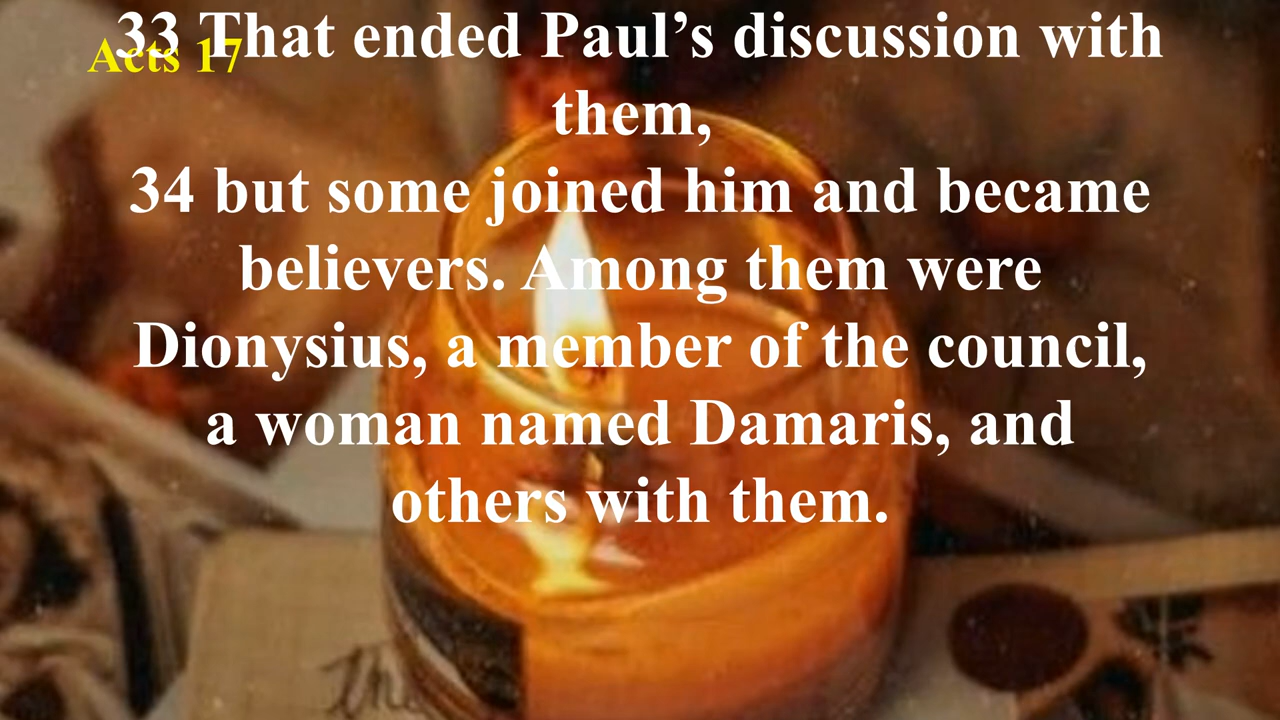 Acts 17
33 That ended Paul’s discussion with
them,
34 but some joined him and became
believers. Among them were
Dionysius, a member of the council,
a woman named Damaris, and
others with them.
the